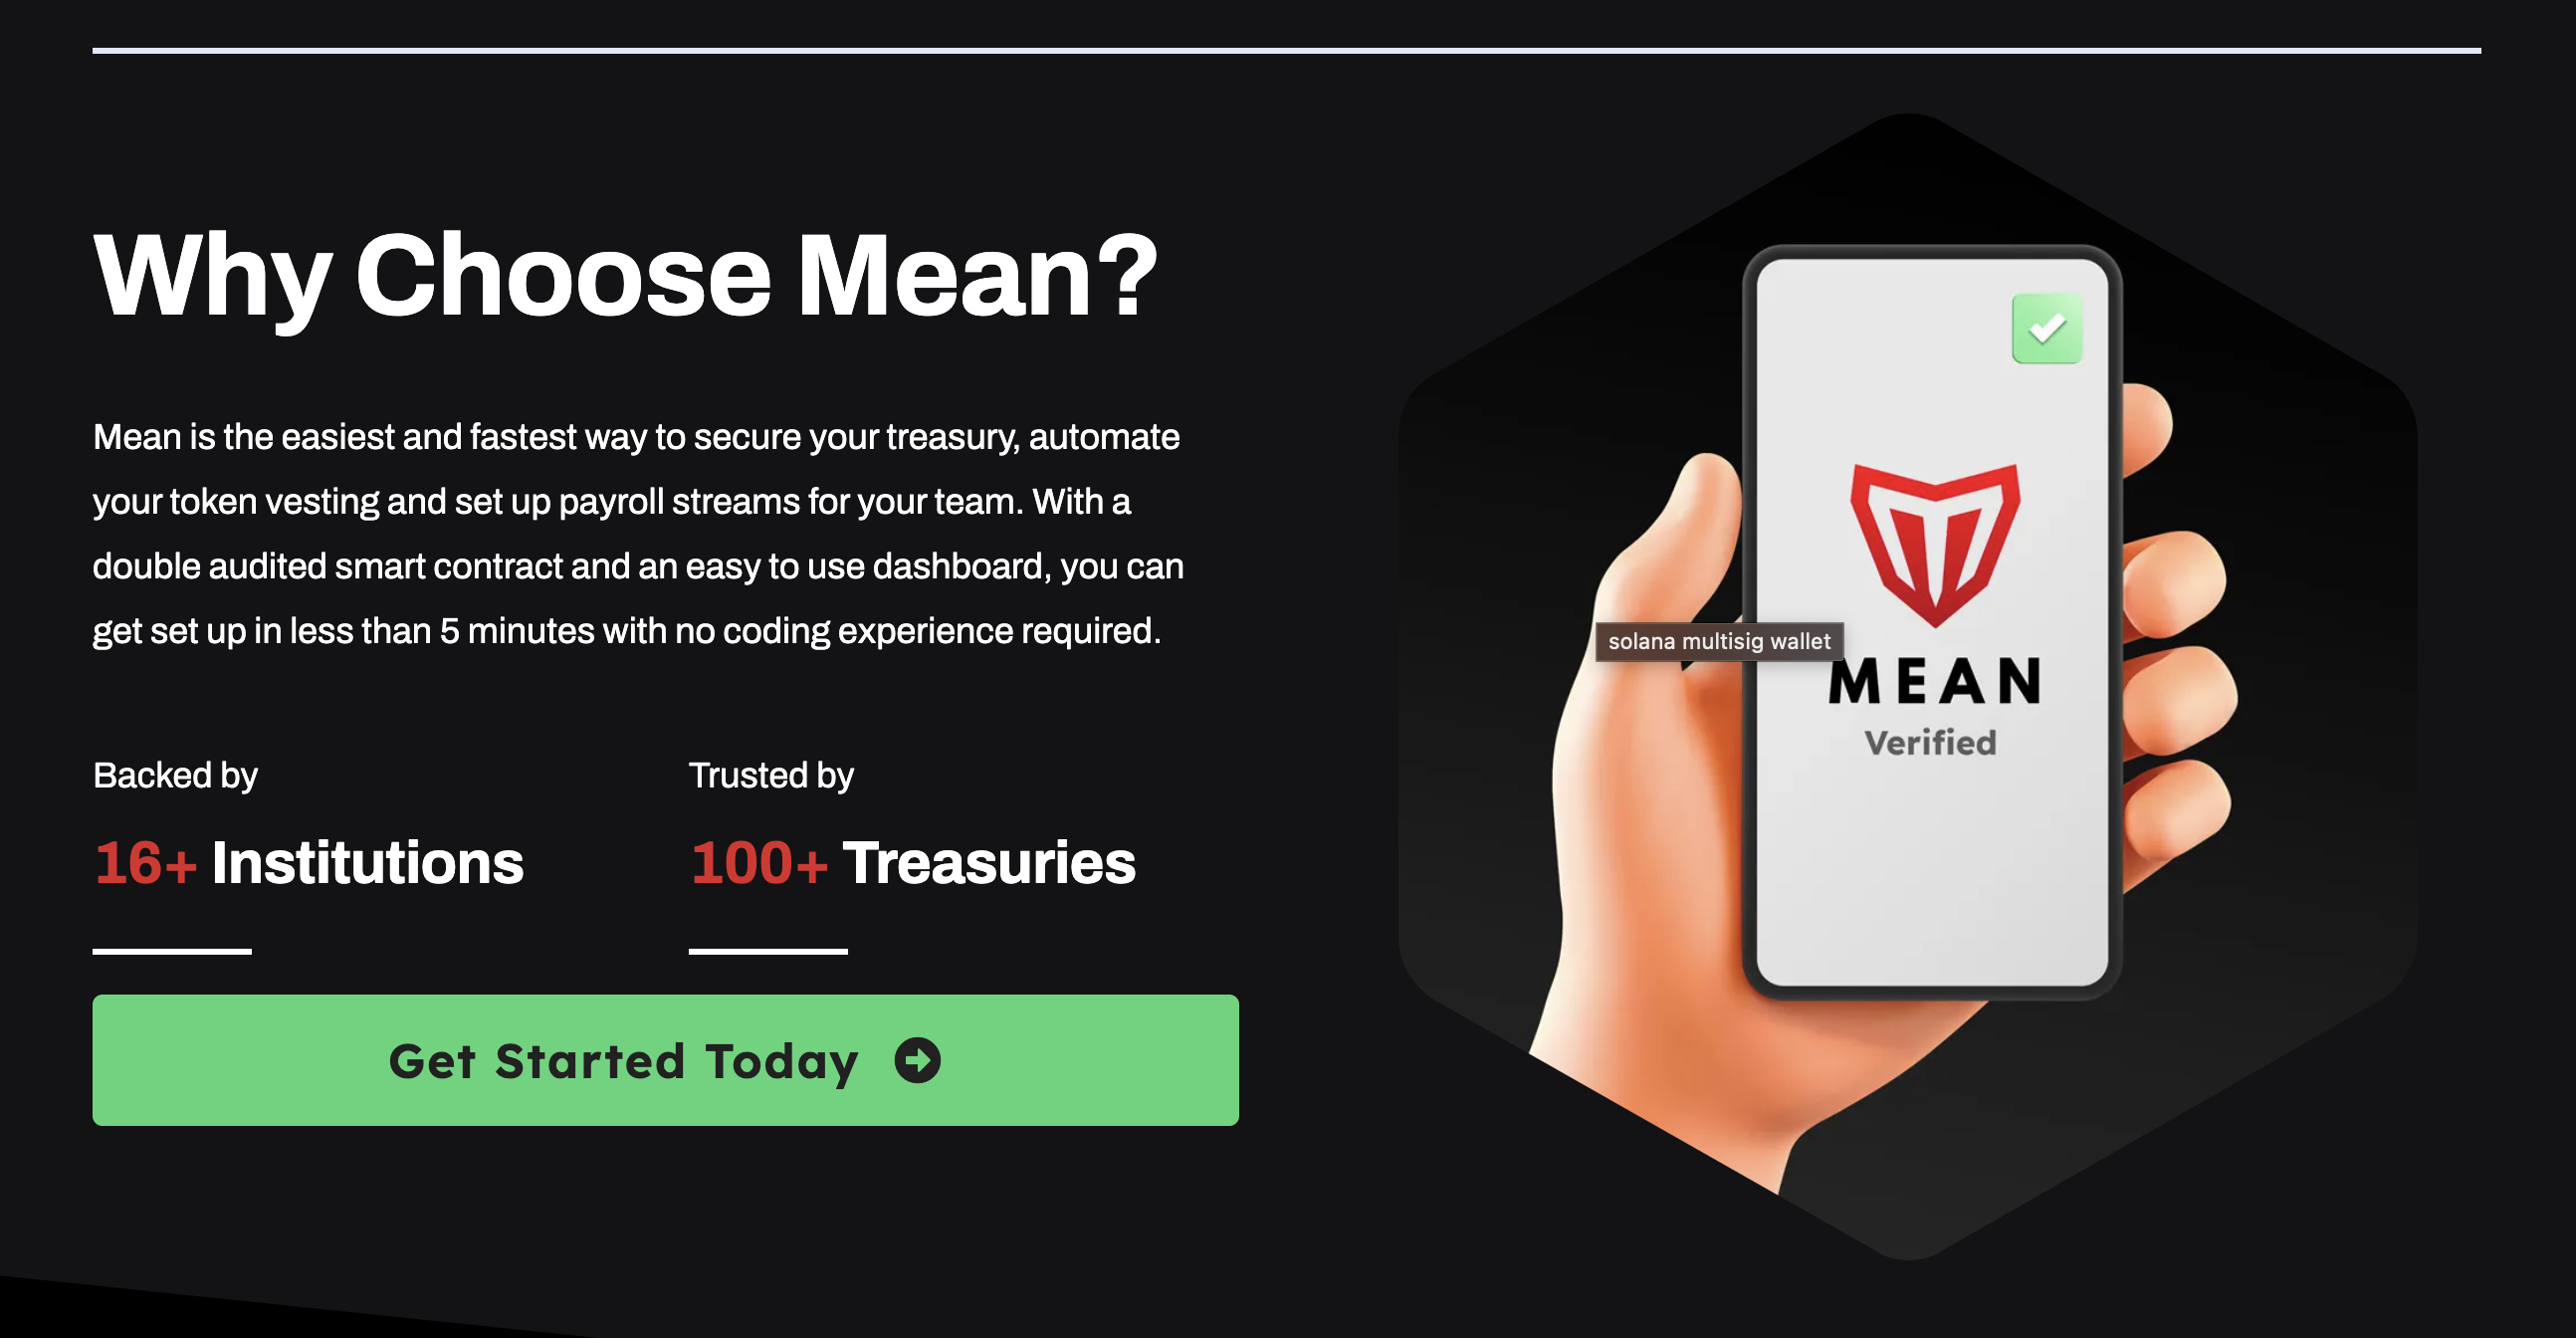 Why Choose Mean?
Mean is the easiest and fastest way to secure your treasury, automate
your token vesting and set up payroll streams for your team. With a
double audited smart contract and an easy to use dashboard, you can
get set up in less than 5 minutes with no coding experience required.
Backed by
16+ Institutions
Trusted by
100+ Treasuries
Get Started Today
solana multisig wallet
MEAN
Verified